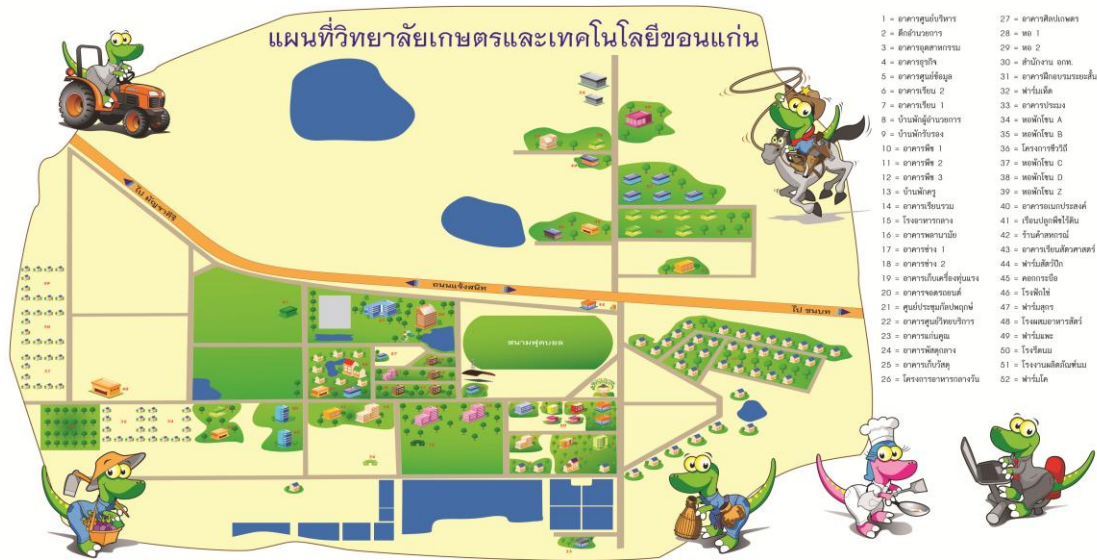 แผนที่วิทยาลัยเกษตรและเทคโนโลยีขอนแก่น
ไป มัญจาคีรี
ถนนแจ้งสนิท
ไป ชนบท
สนามฟุตบอล
1 = อาคารศูนย์บริหาร
2 = ตึกอำนวยการ
3 = อาคารอุตสาหกรรม
4 = อาคารธุรกิจ
5 = อาคารศูนย์ข้อมูล
6 = อาคารเรียน 2
7 = อาคารเรียน 1
8 = บ้านพักผู้อำนวยการ
9 = บ้านพักรับรอง
10 = อาคารพืช 1
11 = อาคารพืช 2
12 = อาคารพืช 3
13 = บ้านพักครู
14 = อาคารเรียนรวม
15 = โรงอาหารกลาง
16 = อาคารพลานามัย
17 = อาคารช่าง 1
18 = อาคารช่าง 2
19 = อาคารเก็บเครื่องทุ่นแรง
20 = อาคารจอดรถยนต์
21 = ศูนย์ประชุมกัลปพฤกษ์
22 = อาคารศูนย์วิทยบริการ
23 = อาคารแก่นคูณ
24 = อาคารพัสดุกลาง
25 = อาคารเก็บวัสดุ
26 = โครงการอาหารกลางวัน
27 = อาคารศิลปเกษตร
28 = หอ 1
29 = หอ 2
30 = สำนักงาน อกท.
31 = อาคารฝึกอบรมระยะสั้น
32 = ฟาร์มเห็ด
33 = อาคารประมง
34 = หอพักโซน A
35 = หอพักโซน B
36 = โครงการชีววิถี
37 = หอพักโซน C
38 = หอพักโซน D
39 = หอพักโซน Z
40 = อาคารอเนกประสงค์
41 = เรือนปลูกพืชไร้ดิน
42 = ร้านค้าสหกรณ์
43 = อาคารเรียนสัตวศาสตร์
44 = ฟาร์มสัตว์ปีก
45 = คอกกระบือ
46 = โรงฟักไข่
47 = ฟาร์มสุกร
48 = โรงผสมอาหารสัตว์
49 = ฟาร์มแพะ
50 = โรงรีดนม
51 = โรงงานผลิตภัณฑ์นม
52 = ฟาร์มโค